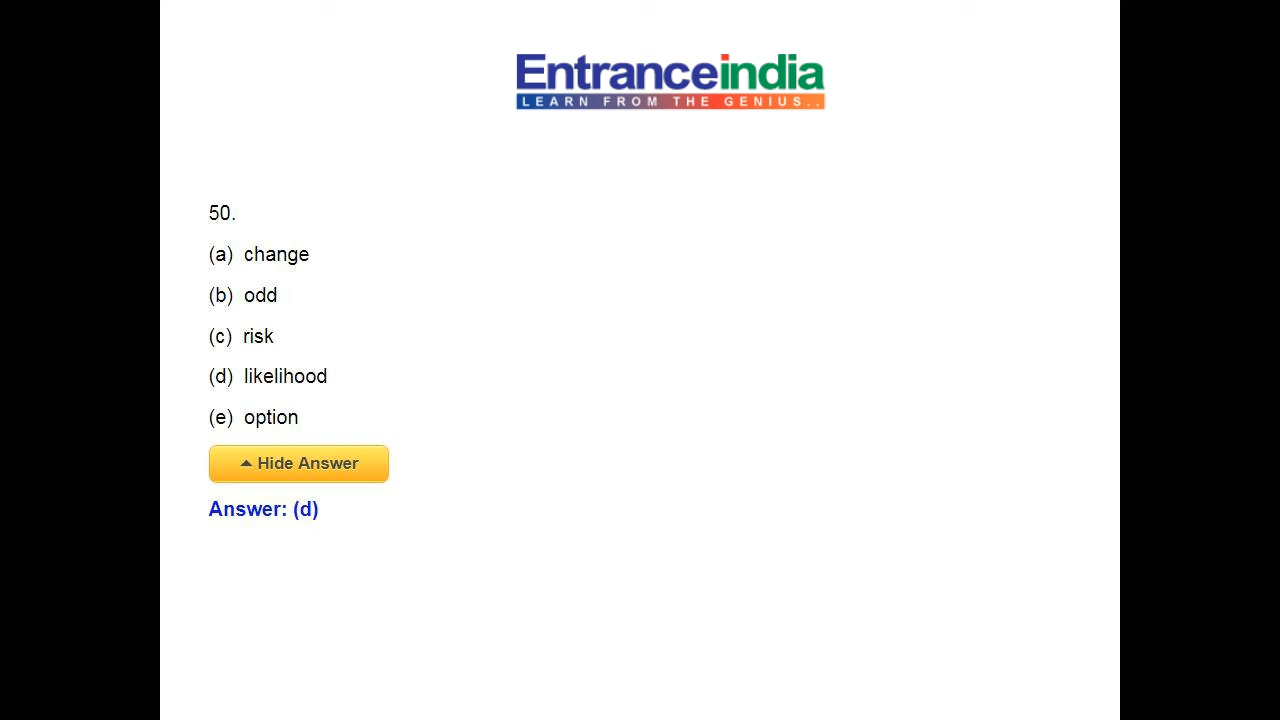 Entranceindia
LEARN FROM THE GENIUS..
50.
(a) change
(b) odd
(c) risk
(d) likelihood
(e) option
Hide Answer
Answer: (d)